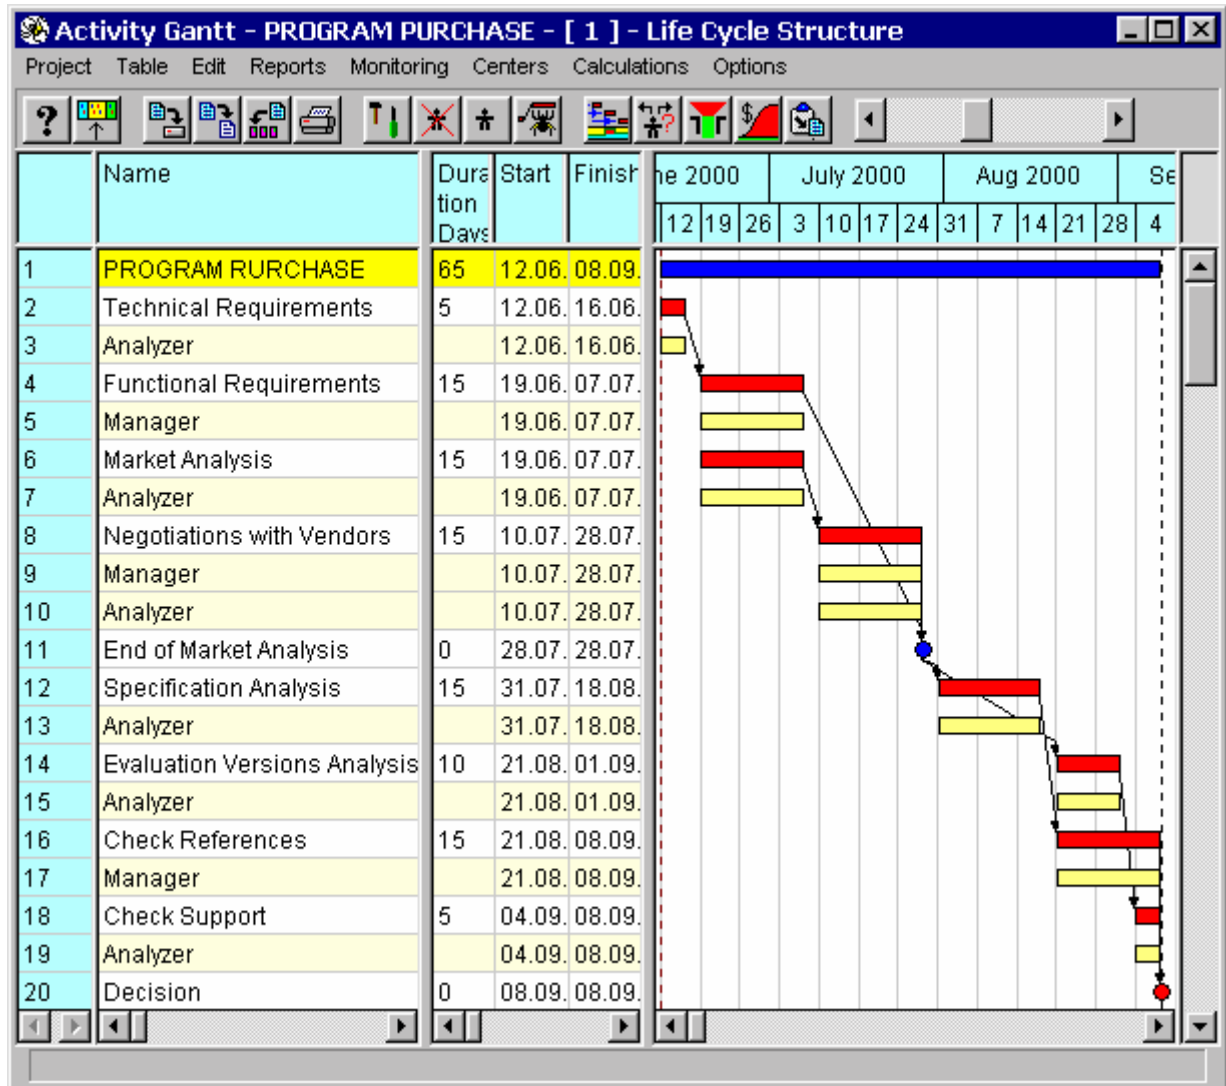 Activity Gantt - PROGRAM PURCHASE - [ 1 ] - Life Cycle Structure
Project Table Edit Reports Monitoring Centers Calculations Options
Name Dura Start Finish ne 2000 July 2000 Aug 2000 Se
tion
Days 12 19 26 3 10 17 24 31 7 14 21 28 4
1 PROGRAM RURCHASE 65 12.06. 08.09.
2 Technical Requirements 5 12.06. 16.06.
3 Analyzer 12.06. 16.06.
4 Functional Requirements 15 19.06. 07.07.
5 Manager 19.06. 07.07.
6 Market Analysis 15 19.06. 07.07.
7 Analyzer 19.06. 07.07.
8 Negotiations with Vendors 15 10.07. 28.07.
9 Manager 10.07. 28.07.
10 Analyzer 10.07. 28.07.
11 End of Market Analysis 0 28.07. 28.07.
12 Specification Analysis 15 31.07. 18.08.
13 Analyzer 31.07. 18.08.
14 Evaluation Versions Analysis 10 21.08. 01.09.
15 Analyzer 21.08. 01.09.
16 Check References 15 21.08. 08.09.
17 Manager 21.08. 08.09.
18 Check Support 5 04.09. 08.09.
19 Analyzer 04.09. 08.09.
20 Decision 0 08.09. 08.09.